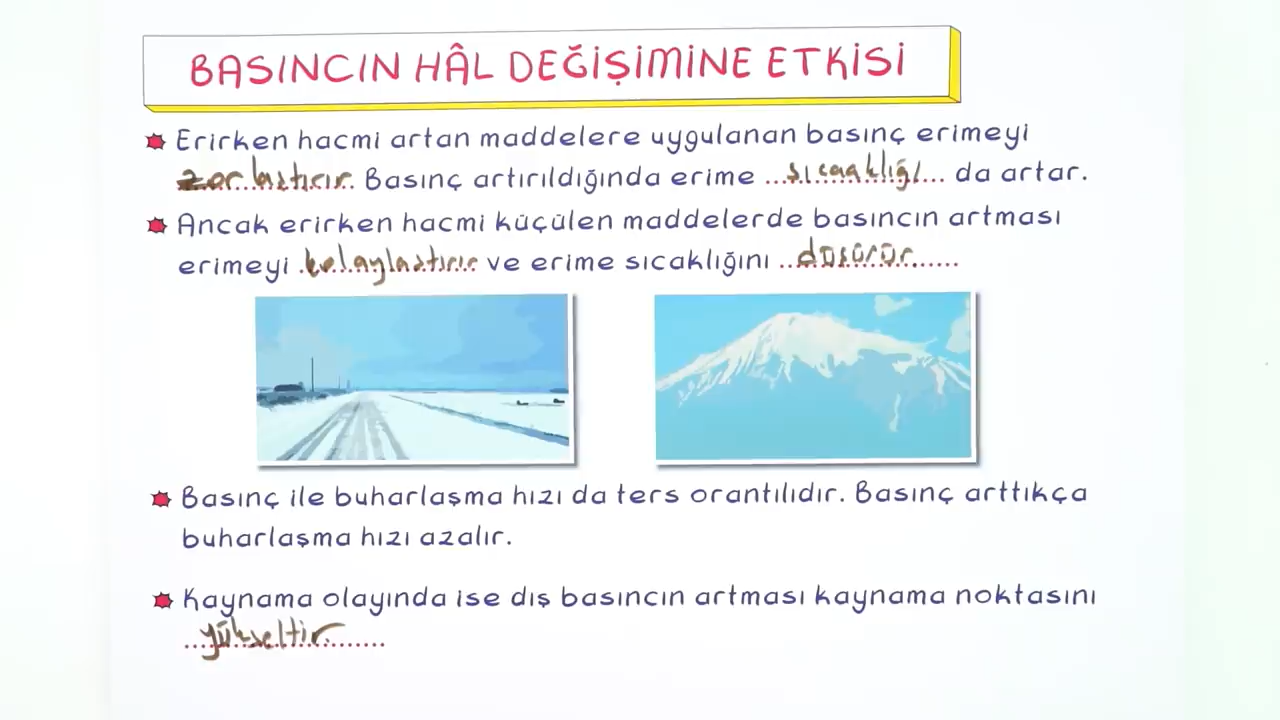 BASINCIN HÂL DEĞİŞİMİNE ETKİSİ
Erirken hacmi artan maddelere uygulanan basınç erimeyi
zorlaştırır. Basınç artırıldığında erime ...sıcaklığı... da artar.
Ancak erirken hacmi küçülen maddelerde basıncın artması
erimeyi .kolaylaştırır. ve erime sıcaklığını ...düşürür.......
Basınç ile buharlaşma hızı da ters orantılıdır. Basınç arttıkça
buharlaşma hızı azalır.
Kaynama olayında ise dış basıncın artması kaynama noktasını
...yükseltir........